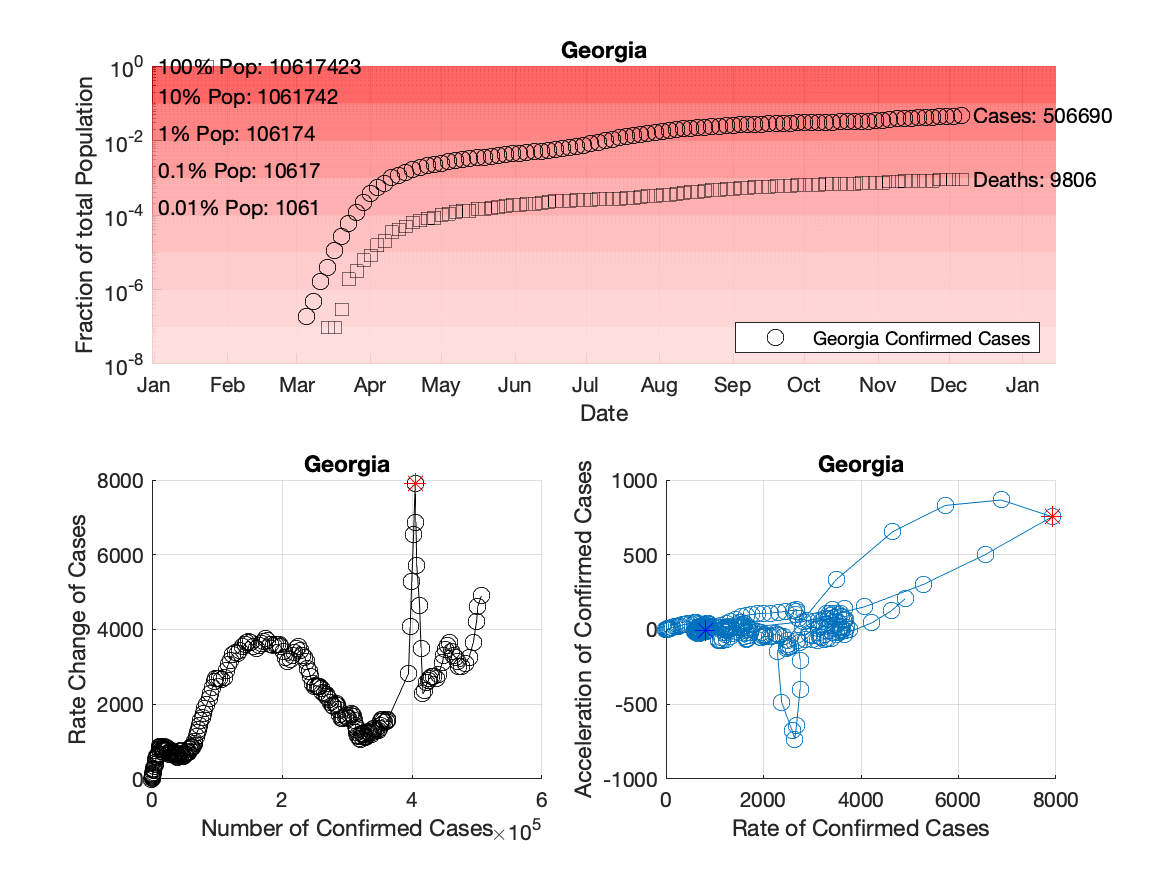 Georgia
10^0
10^-2
10^-4
10^-6
10^-8
Fraction of total Population
100% Pop: 10617423
10% Pop: 1061742
1% Pop: 106174
0.1% Pop: 10617
0.01% Pop: 1061
Cases: 506690
Deaths: 9806
Georgia Confirmed Cases
Jan Feb Mar Apr May Jun Jul Aug Sep Oct Nov Dec Jan
Date
Georgia
8000
6000
4000
2000
0
Rate Change of Cases
0 2 4 6
Number of Confirmed Cases ×10^5
Georgia
1000
500
0
-500
-1000
Acceleration of Confirmed Cases
0 2000 4000 6000 8000
Rate of Confirmed Cases